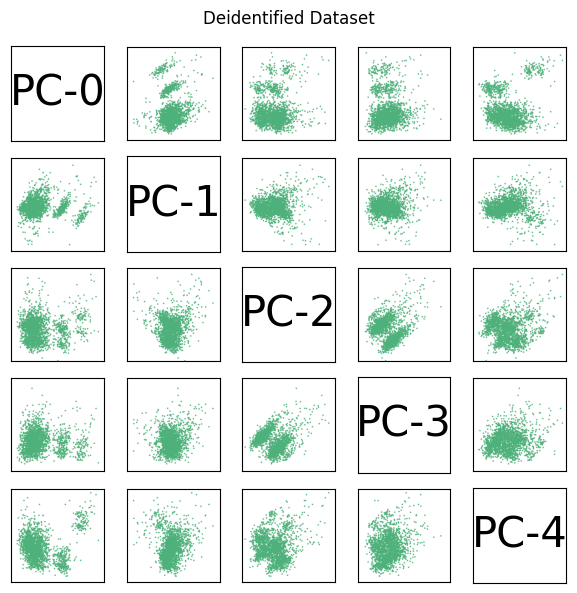 Deidentified Dataset
PC-0
PC-1
PC-2
PC-3
PC-4